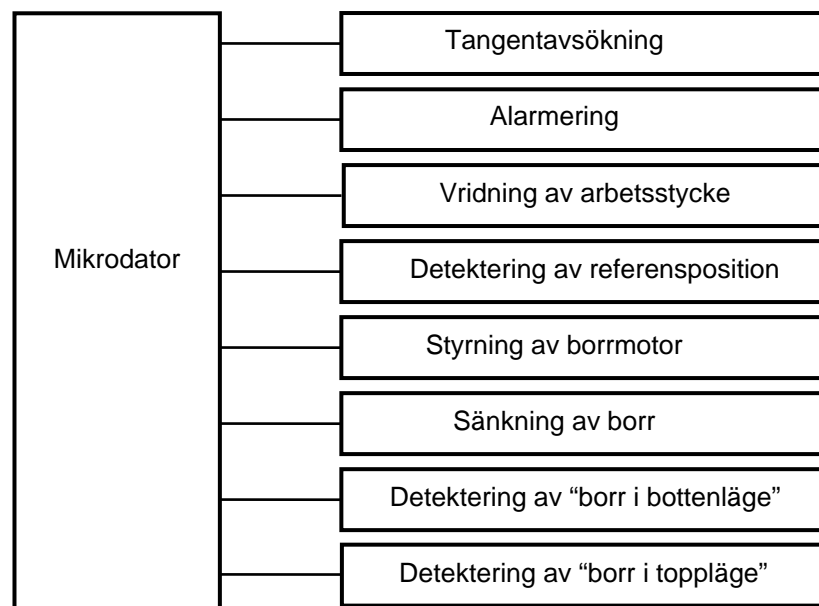 Tangentavsökning
Alarmering
Vridning av arbetsstycke
Mikrodator
Detektering av referensposition
Styrning av borrmotor
Sänkning av borr
Detektering av “borr i bottenläge”
Detektering av “borr i toppläge”